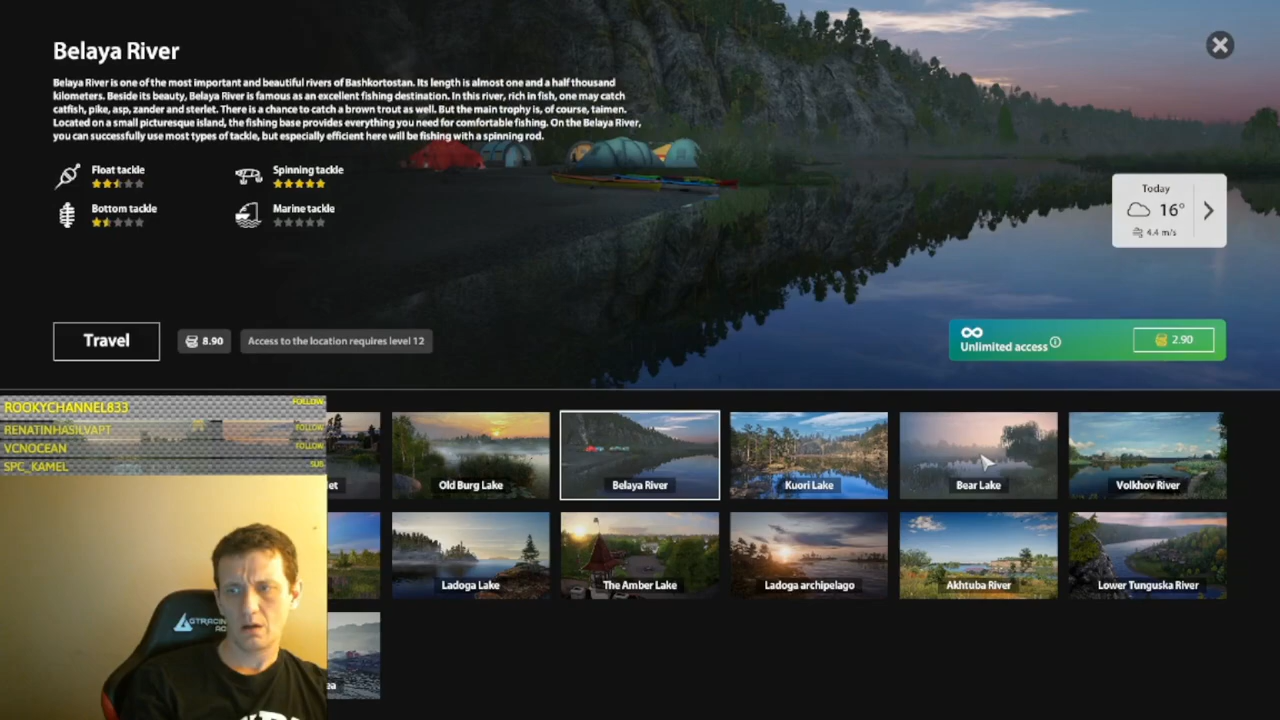 Belaya River
Belaya River is one of the most important and beautiful rivers of Bashkortostan. Its length is almost one and a half thousand
kilometers. Beside its beauty, Belaya River is famous as an excellent fishing destination. In this river, rich in fish, one may catch
catfish, pike, asp, zander and sterlet. There is a chance to catch a brown trout as well. But the main trophy is, of course, taimen.
Located on a small picturesque island, the fishing base provides everything you need for comfortable fishing. On the Belaya River,
you can successfully use most types of tackle, but especially efficient here will be fishing with a spinning rod.
Float tackle
Spinning tackle
Bottom tackle
Marine tackle
Today
16°
4.4 m/s
Travel
8.90
Access to the location requires level 12
Unlimited access
2.90
ROOKYCHANNEL833 FOLLOW
RENATINHASILVAPT FOLLOW
VCNOCEAN FOLLOW
SPC_KAMEL SUB
let
Old Burg Lake
Belaya River
Kuori Lake
Bear Lake
Volkhov River
Ladoga Lake
The Amber Lake
Ladoga archipelago
Akhtuba River
Lower Tunguska River
ea
GTRACING